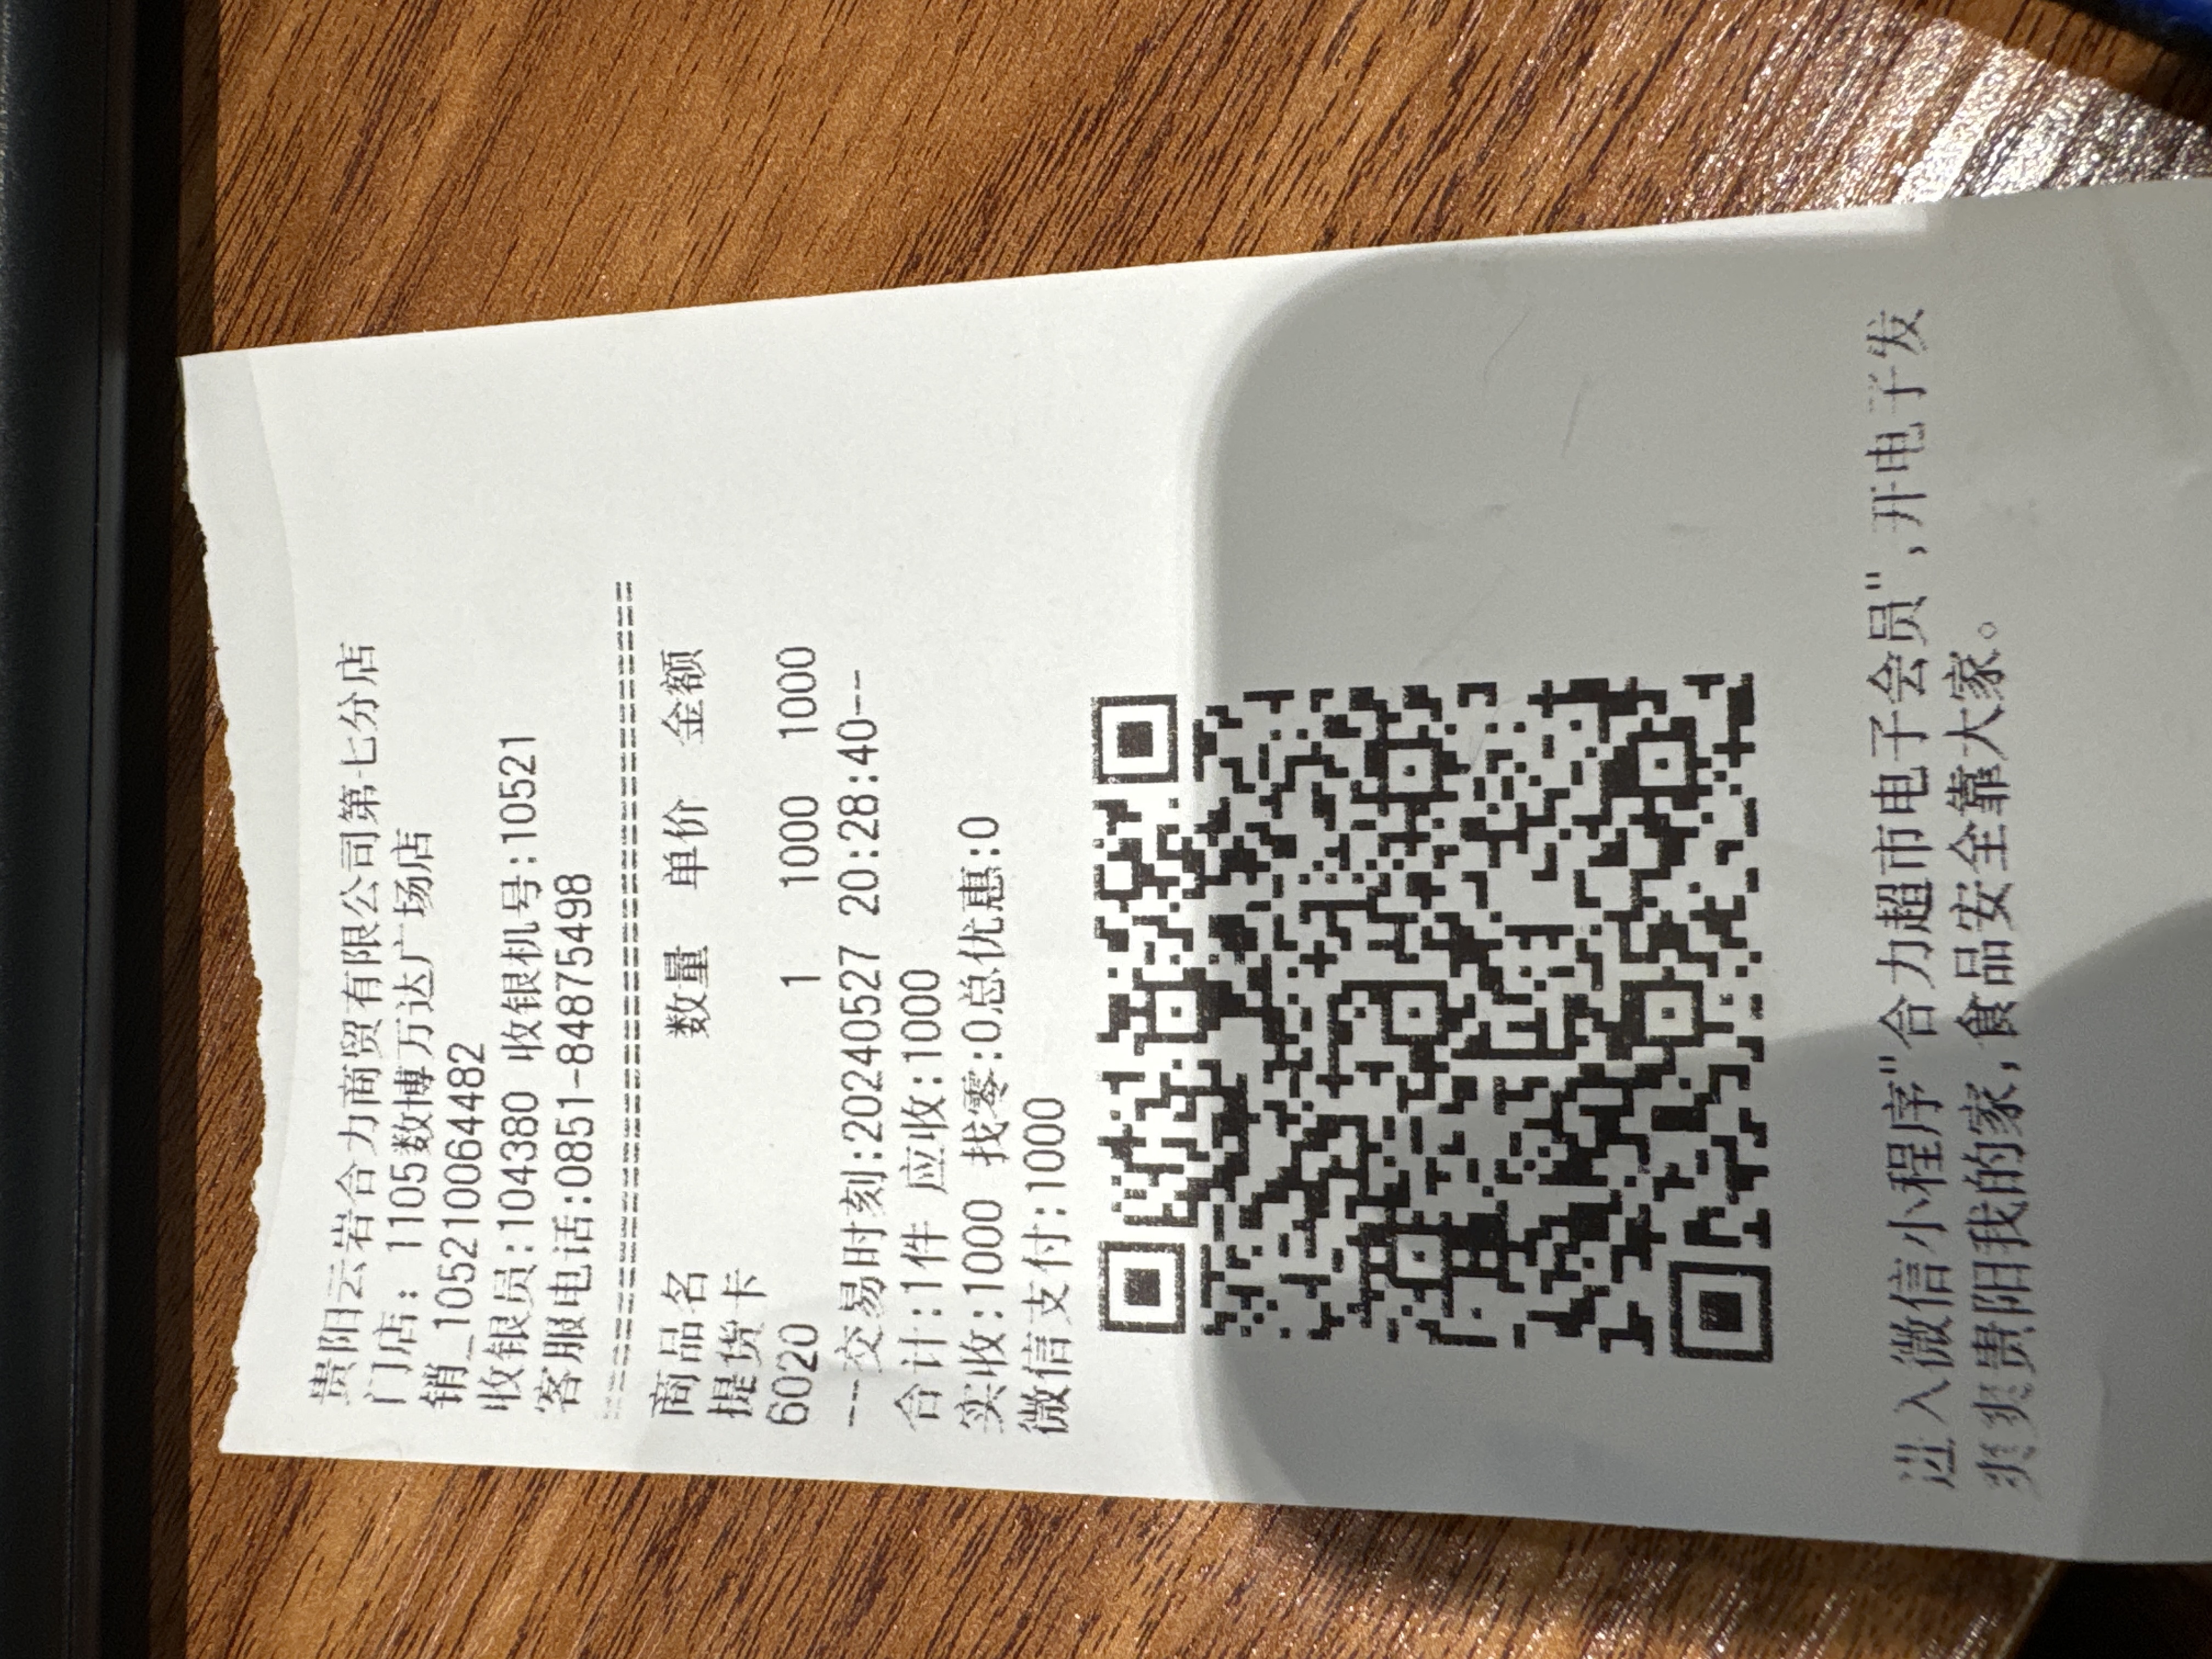 贵阳云岩合力商贸有限公司第七分店
门店: 1105数博万达广场店
销_105210064482
收银员:104380 收银机号:10521
客服电话:0851-84875498
================================
商品名 数量 单价 金额
提货卡
6020 1 1000 1000
--交易时刻:20240527 20:28:40--
合计:1件 应收:1000
实收:1000 找零:0总优惠:0
微信支付:1000
进入微信小程序"合力超市电子会员",开电子发
爽爽贵阳我的家,食品安全靠大家。